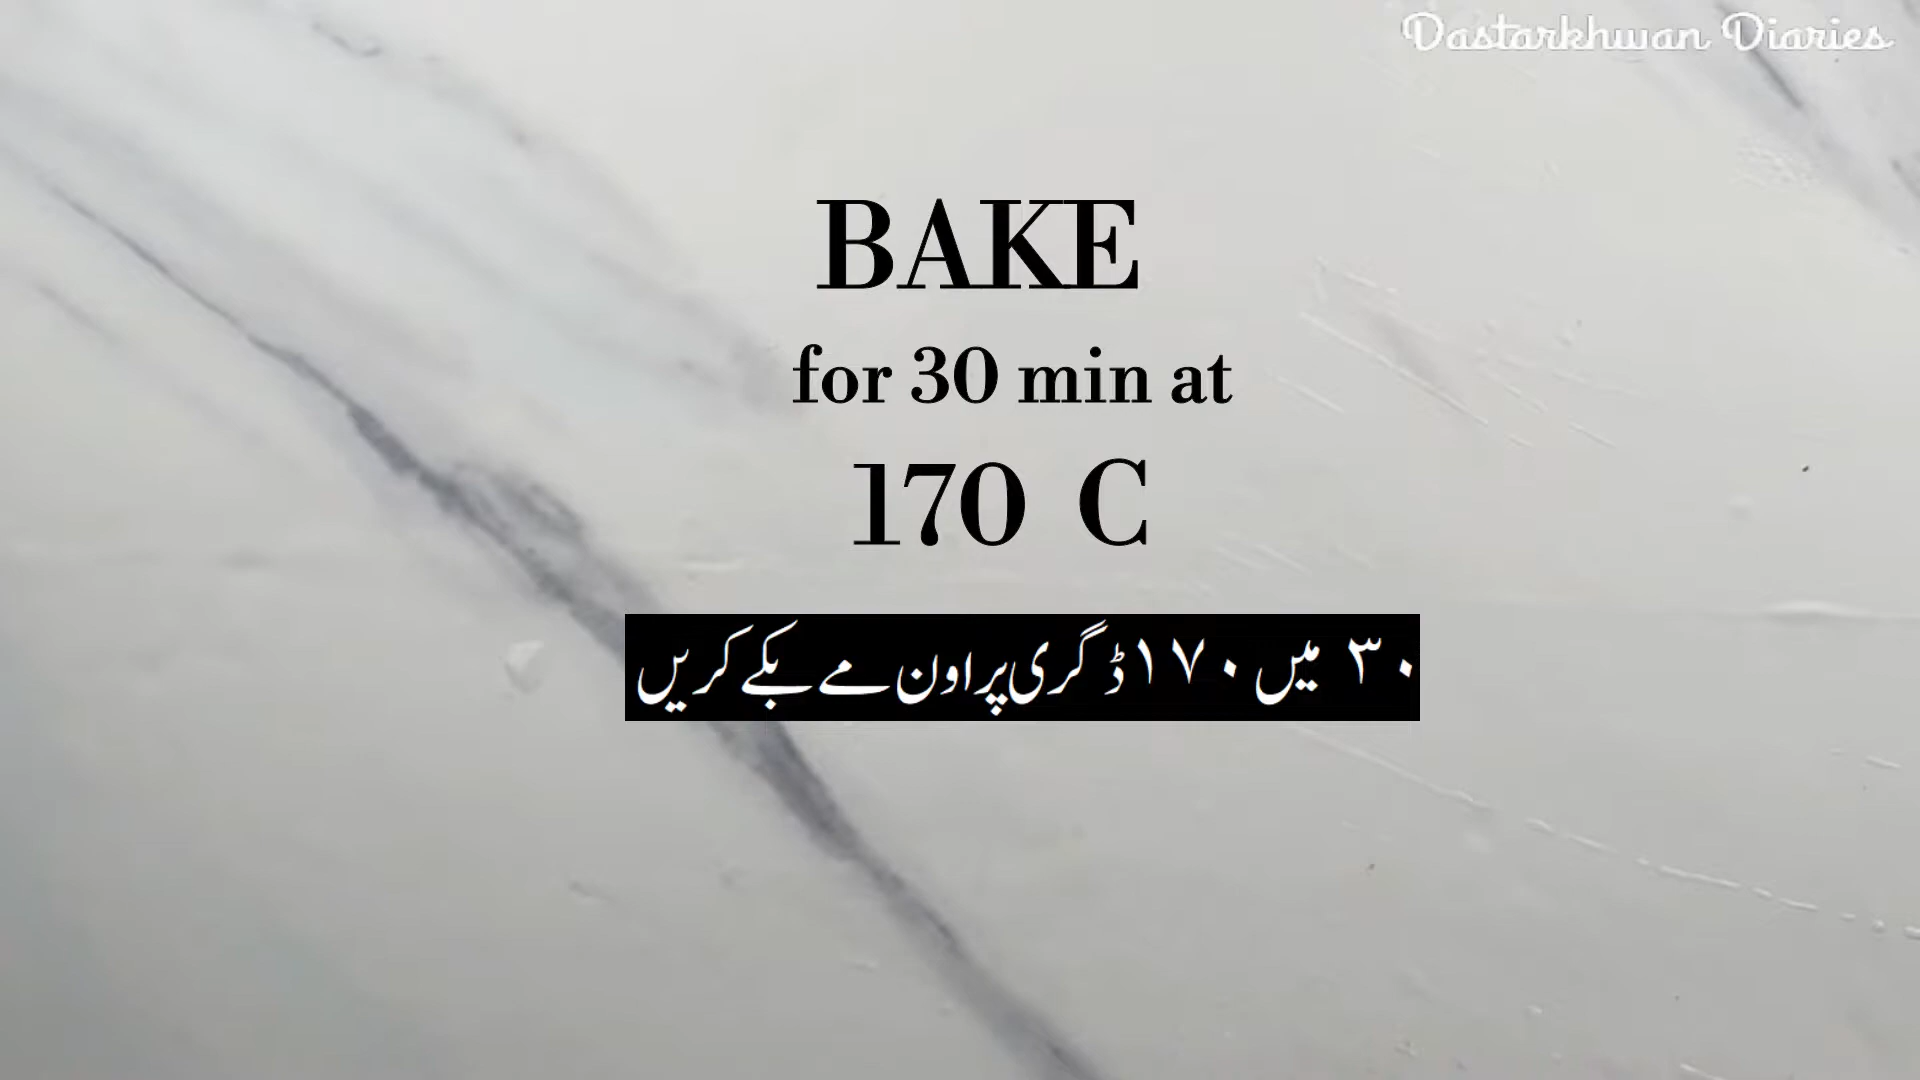 Dastarkhwan Diaries
BAKE
for 30 min at
170 C
۳۰ میں ۱۷۰ ڈگری پر اون مے بکے کریں